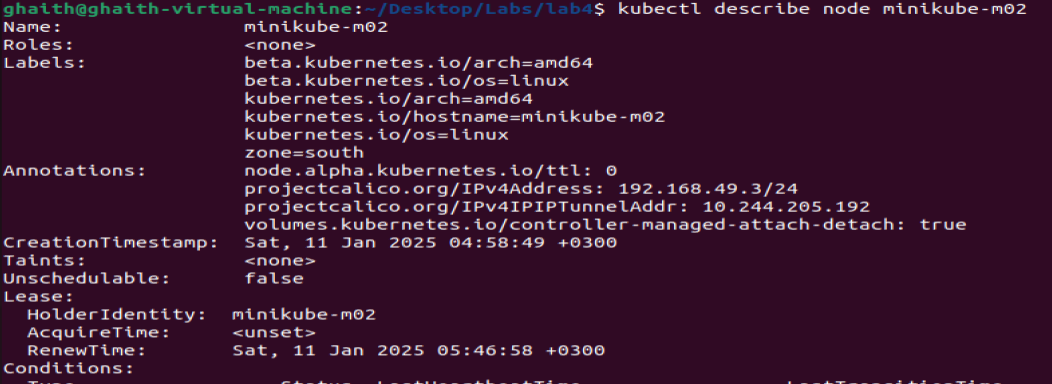 ghaith@ghaith-virtual-machine:~/Desktop/Labs/lab4$ kubectl describe node minikube-m02
Name: minikube-m02
Roles: <none>
Labels: beta.kubernetes.io/arch=amd64
beta.kubernetes.io/os=linux
kubernetes.io/arch=amd64
kubernetes.io/hostname=minikube-m02
kubernetes.io/os=linux
zone=south
Annotations: node.alpha.kubernetes.io/ttl: 0
projectcalico.org/IPv4Address: 192.168.49.3/24
projectcalico.org/IPv4IPIPTunnelAddr: 10.244.205.192
volumes.kubernetes.io/controller-managed-attach-detach: true
CreationTimestamp: Sat, 11 Jan 2025 04:58:49 +0300
Taints: <none>
Unschedulable: false
Lease:
HolderIdentity: minikube-m02
AcquireTime: <unset>
RenewTime: Sat, 11 Jan 2025 05:46:58 +0300
Conditions:
Type Status LastHeartbeatTime LastTransitionTime